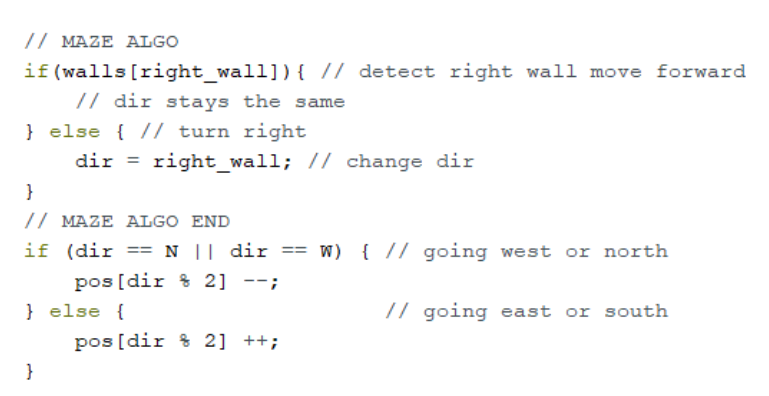 // MAZE ALGO
if(walls[right_wall]){ // detect right wall move forward
    // dir stays the same
} else { // turn right
    dir = right_wall; // change dir
}
// MAZE ALGO END
if (dir == N || dir == W) { // going west or north
    pos[dir % 2] --;
} else {                    // going east or south
    pos[dir % 2] ++;
}